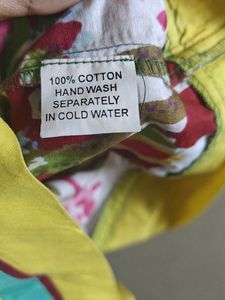 100% COTTON
HAND WASH
SEPARATELY
IN COLD WATER